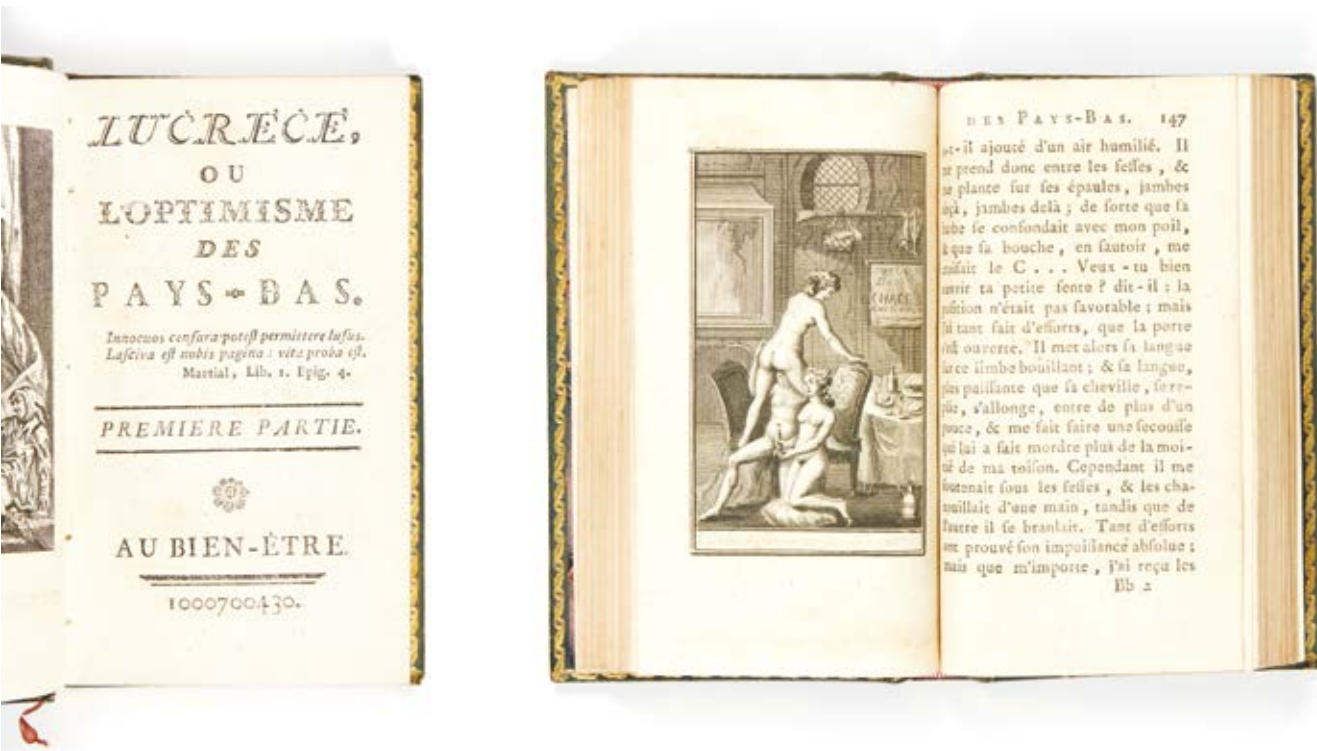 LUCRECE,
OU
L'OPTIMISME
DES
PAYS-BAS.
Innocuos cenſura poteſt permittere luſus.
Laſciva eſt nobis pagina : vita proba eſt.
Martial, Lib. 1. Epig. 4.
PREMIERE PARTIE.
AU BIEN-ÊTRE.
1000700430.
DES PAYS-BAS. 147
-il ajouté d'un air humilié. Il
prend donc entre les feſſes, &
plante ſur ſes épaules, jambes
jambes delà ; de ſorte que ſa
ſe confondait avec mon poil,
que ſa bouche, en ſautoir, me
le C... Veux-tu bien
ta petite fente ? dit-il : la
n'était pas favorable ; mais
tant fait d'efforts, que la porte
ouverte. Il met alors ſa langue
ce limbe bouillant ; & ſa langue,
puiſſante que ſa cheville,
s'allonge, entre de plus d'un
pouce, & me fait faire une ſecouſſe
lui a fait mordre plus de la moi-
de ma toiſon. Cependant il me
ſoutenait ſous les feſſes, & les cha-
d'une main, tandis que de
l'autre il ſe branlait. Tant d'efforts
prouvé ſon impuiſſance abſolue ;
mais que m'importe, j'ai reçu les
Bb 2